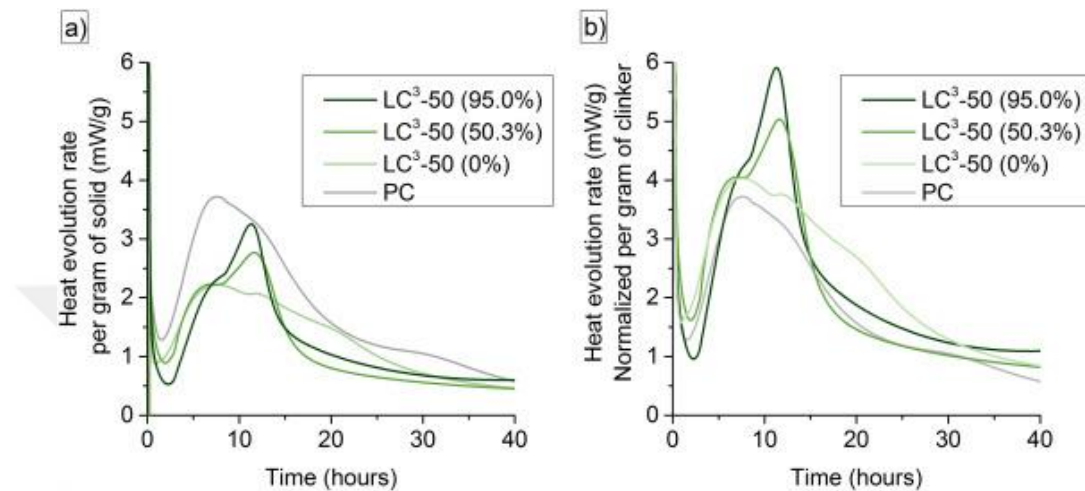 a)
Heat evolution rate
per gram of solid (mW/g)
6
5
4
3
2
1
0
0
10
20
30
40
Time (hours)
LC³-50 (95.0%)
LC³-50 (50.3%)
LC³-50 (0%)
PC
b)
Heat evolution rate (mW/g)
Normalized per gram of clinker
6
5
4
3
2
1
0
0
10
20
30
40
Time (hours)
LC³-50 (95.0%)
LC³-50 (50.3%)
LC³-50 (0%)
PC